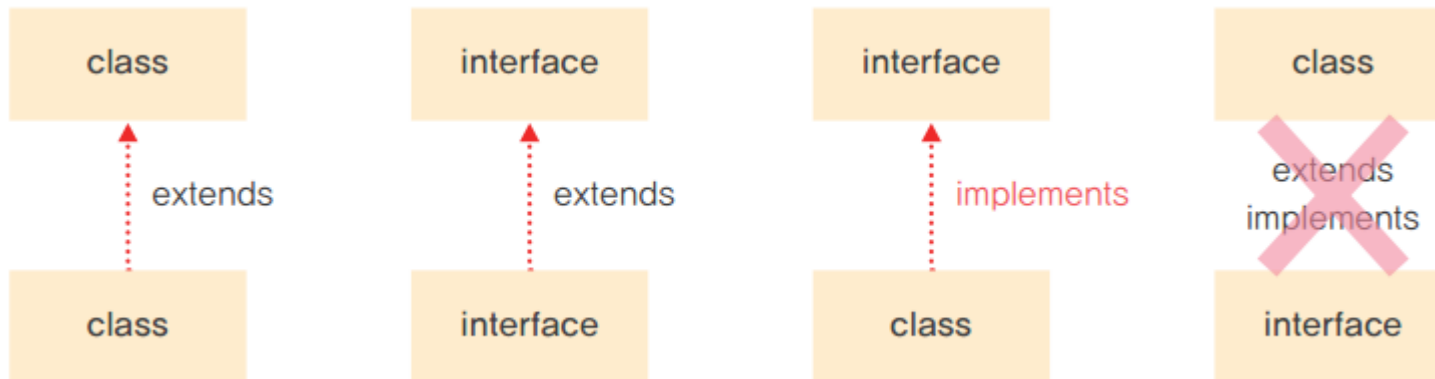 class interface interface class
extends extends implements extends
implements
class interface class interface